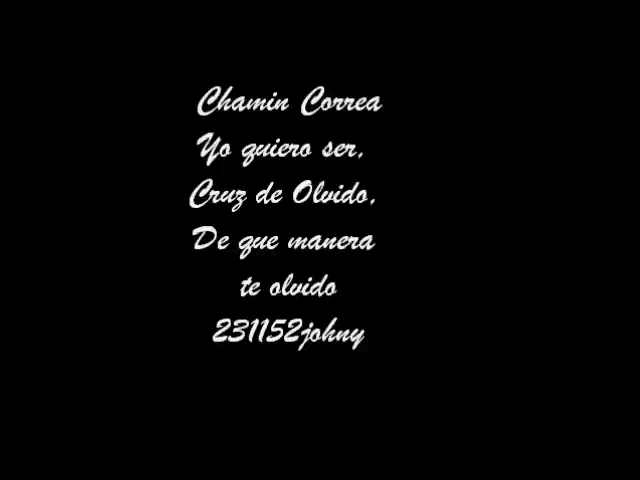 Chamin Correa
Yo quiero ser,
Cruz de Olvido,
De que manera
te olvido
231152johny